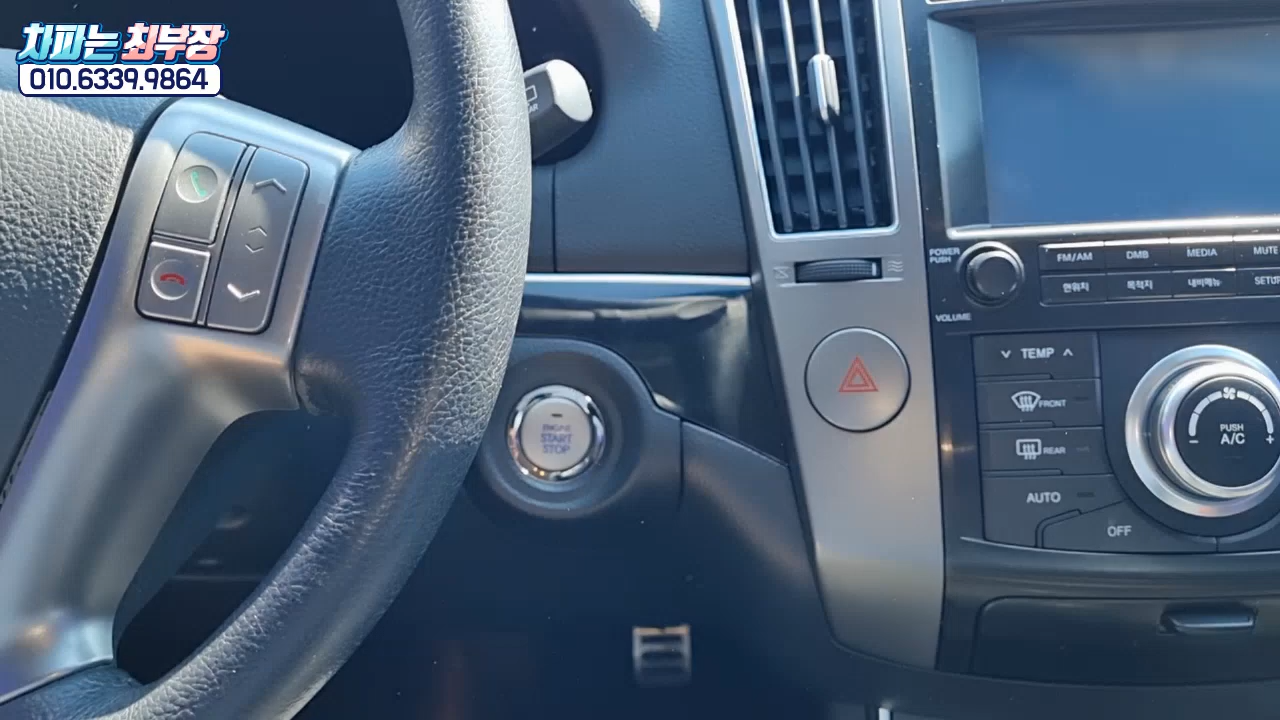 차파는 최부장
010.6339.9864
POWER
PUSH
VOLUME
FM/AM
DMB
MEDIA
MUTE
현위치
목적지
내비메뉴
SETUP
TEMP
FRONT
REAR
AUTO
OFF
PUSH
A/C
ENGINE
START
STOP